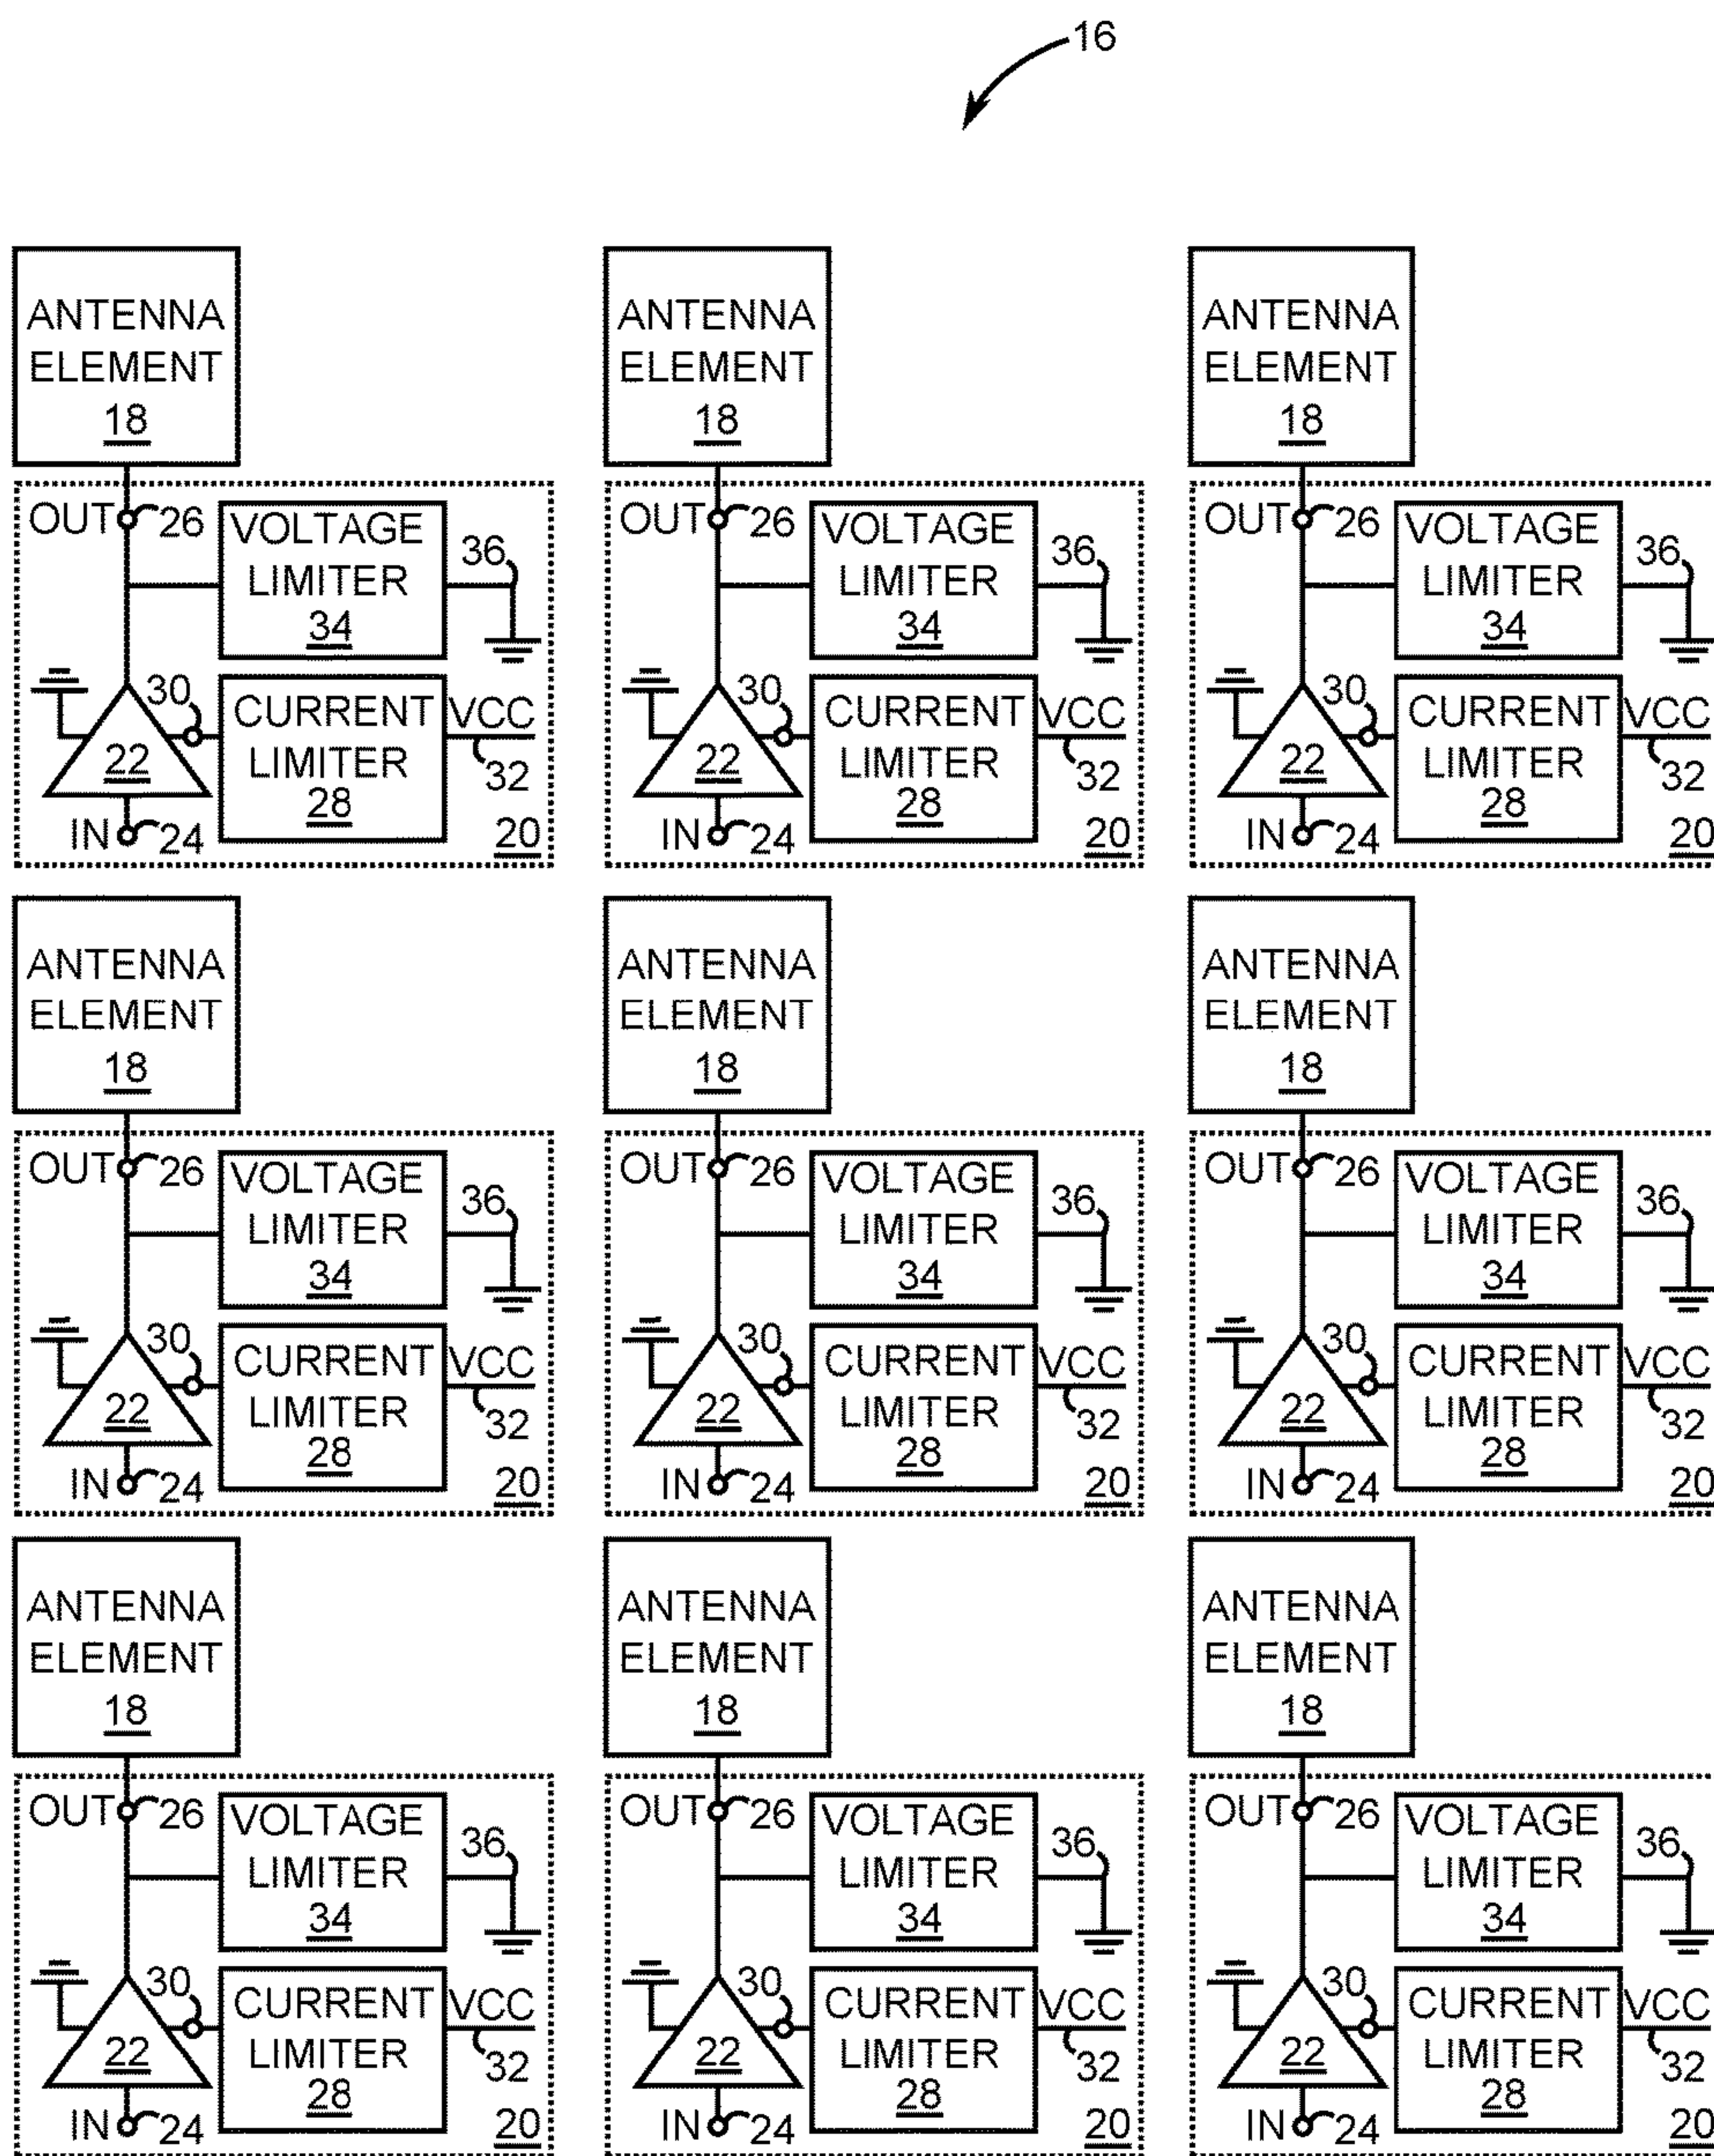 16
ANTENNA ANTENNA ANTENNA
ELEMENT ELEMENT ELEMENT
18 18 18
OUT 26 VOLTAGE 36 OUT 26 VOLTAGE 36 OUT 26 VOLTAGE 36
LIMITER LIMITER LIMITER
34 34 34
30 CURRENT VCC 30 CURRENT VCC 30 CURRENT VCC
22 LIMITER 32 22 LIMITER 32 22 LIMITER 32
28 28 28
IN 24 20 IN 24 20 IN 24 20
ANTENNA ANTENNA ANTENNA
ELEMENT ELEMENT ELEMENT
18 18 18
OUT 26 VOLTAGE 36 OUT 26 VOLTAGE 36 OUT 26 VOLTAGE 36
LIMITER LIMITER LIMITER
34 34 34
30 CURRENT VCC 30 CURRENT VCC 30 CURRENT VCC
22 LIMITER 32 22 LIMITER 32 22 LIMITER 32
28 28 28
IN 24 20 IN 24 20 IN 24 20
ANTENNA ANTENNA ANTENNA
ELEMENT ELEMENT ELEMENT
18 18 18
OUT 26 VOLTAGE 36 OUT 26 VOLTAGE 36 OUT 26 VOLTAGE 36
LIMITER LIMITER LIMITER
34 34 34
30 CURRENT VCC 30 CURRENT VCC 30 CURRENT VCC
22 LIMITER 32 22 LIMITER 32 22 LIMITER 32
28 28 28
IN 24 20 IN 24 20 IN 24 20